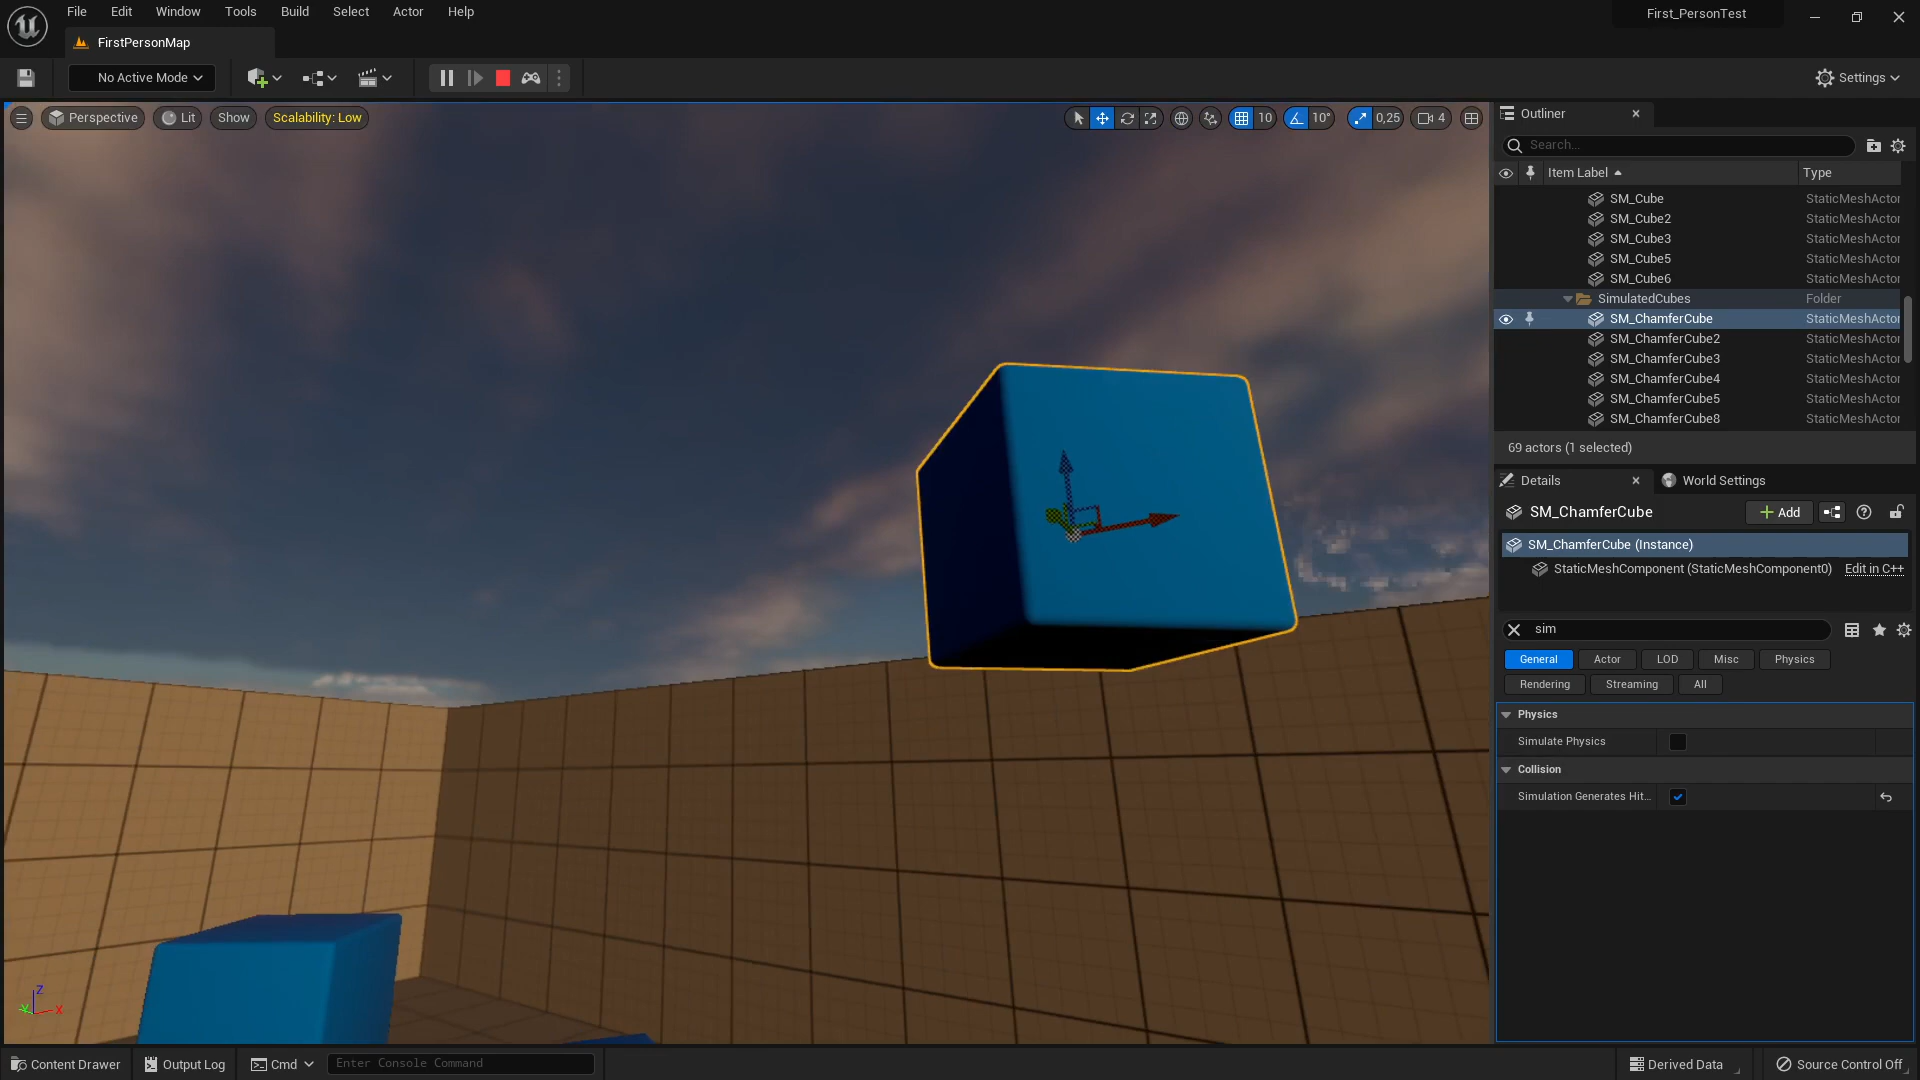 File Edit Window Tools Build Select Actor Help
First_PersonTest
FirstPersonMap
No Active Mode
Settings
Perspective Lit Show Scalability: Low
10 10° 0,25 4
Outliner
Search...
Item Label Type
SM_Cube StaticMeshActor
SM_Cube2 StaticMeshActor
SM_Cube3 StaticMeshActor
SM_Cube5 StaticMeshActor
SM_Cube6 StaticMeshActor
SimulatedCubes Folder
SM_ChamferCube StaticMeshActor
SM_ChamferCube2 StaticMeshActor
SM_ChamferCube3 StaticMeshActor
SM_ChamferCube4 StaticMeshActor
SM_ChamferCube5 StaticMeshActor
SM_ChamferCube8 StaticMeshActor
69 actors (1 selected)
Details World Settings
SM_ChamferCube Add
SM_ChamferCube (Instance)
StaticMeshComponent (StaticMeshComponent0) Edit in C++
sim
General Actor LOD Misc Physics
Rendering Streaming All
Physics
Simulate Physics
Collision
Simulation Generates Hit...
Z
Y X
Content Drawer Output Log Cmd Enter Console Command Derived Data Source Control Off